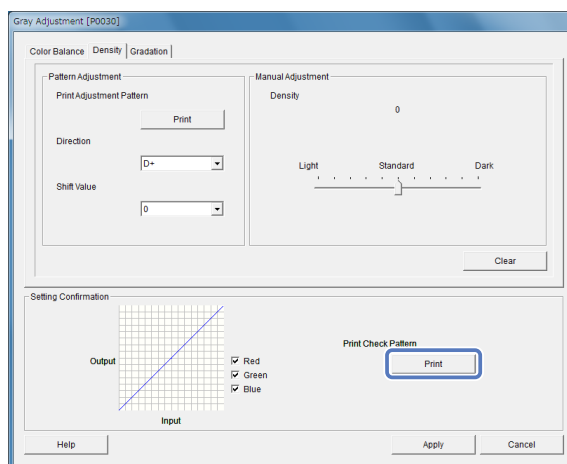 Gray Adjustment [P0030]
Color Balance Density Gradation
Pattern Adjustment
Print Adjustment Pattern
Print
Direction
D+
Shift Value
0
Manual Adjustment
Density
0
Light Standard Dark
Clear
Setting Confirmation
Output
Input
Red
Green
Blue
Print Check Pattern
Print
Help Apply Cancel